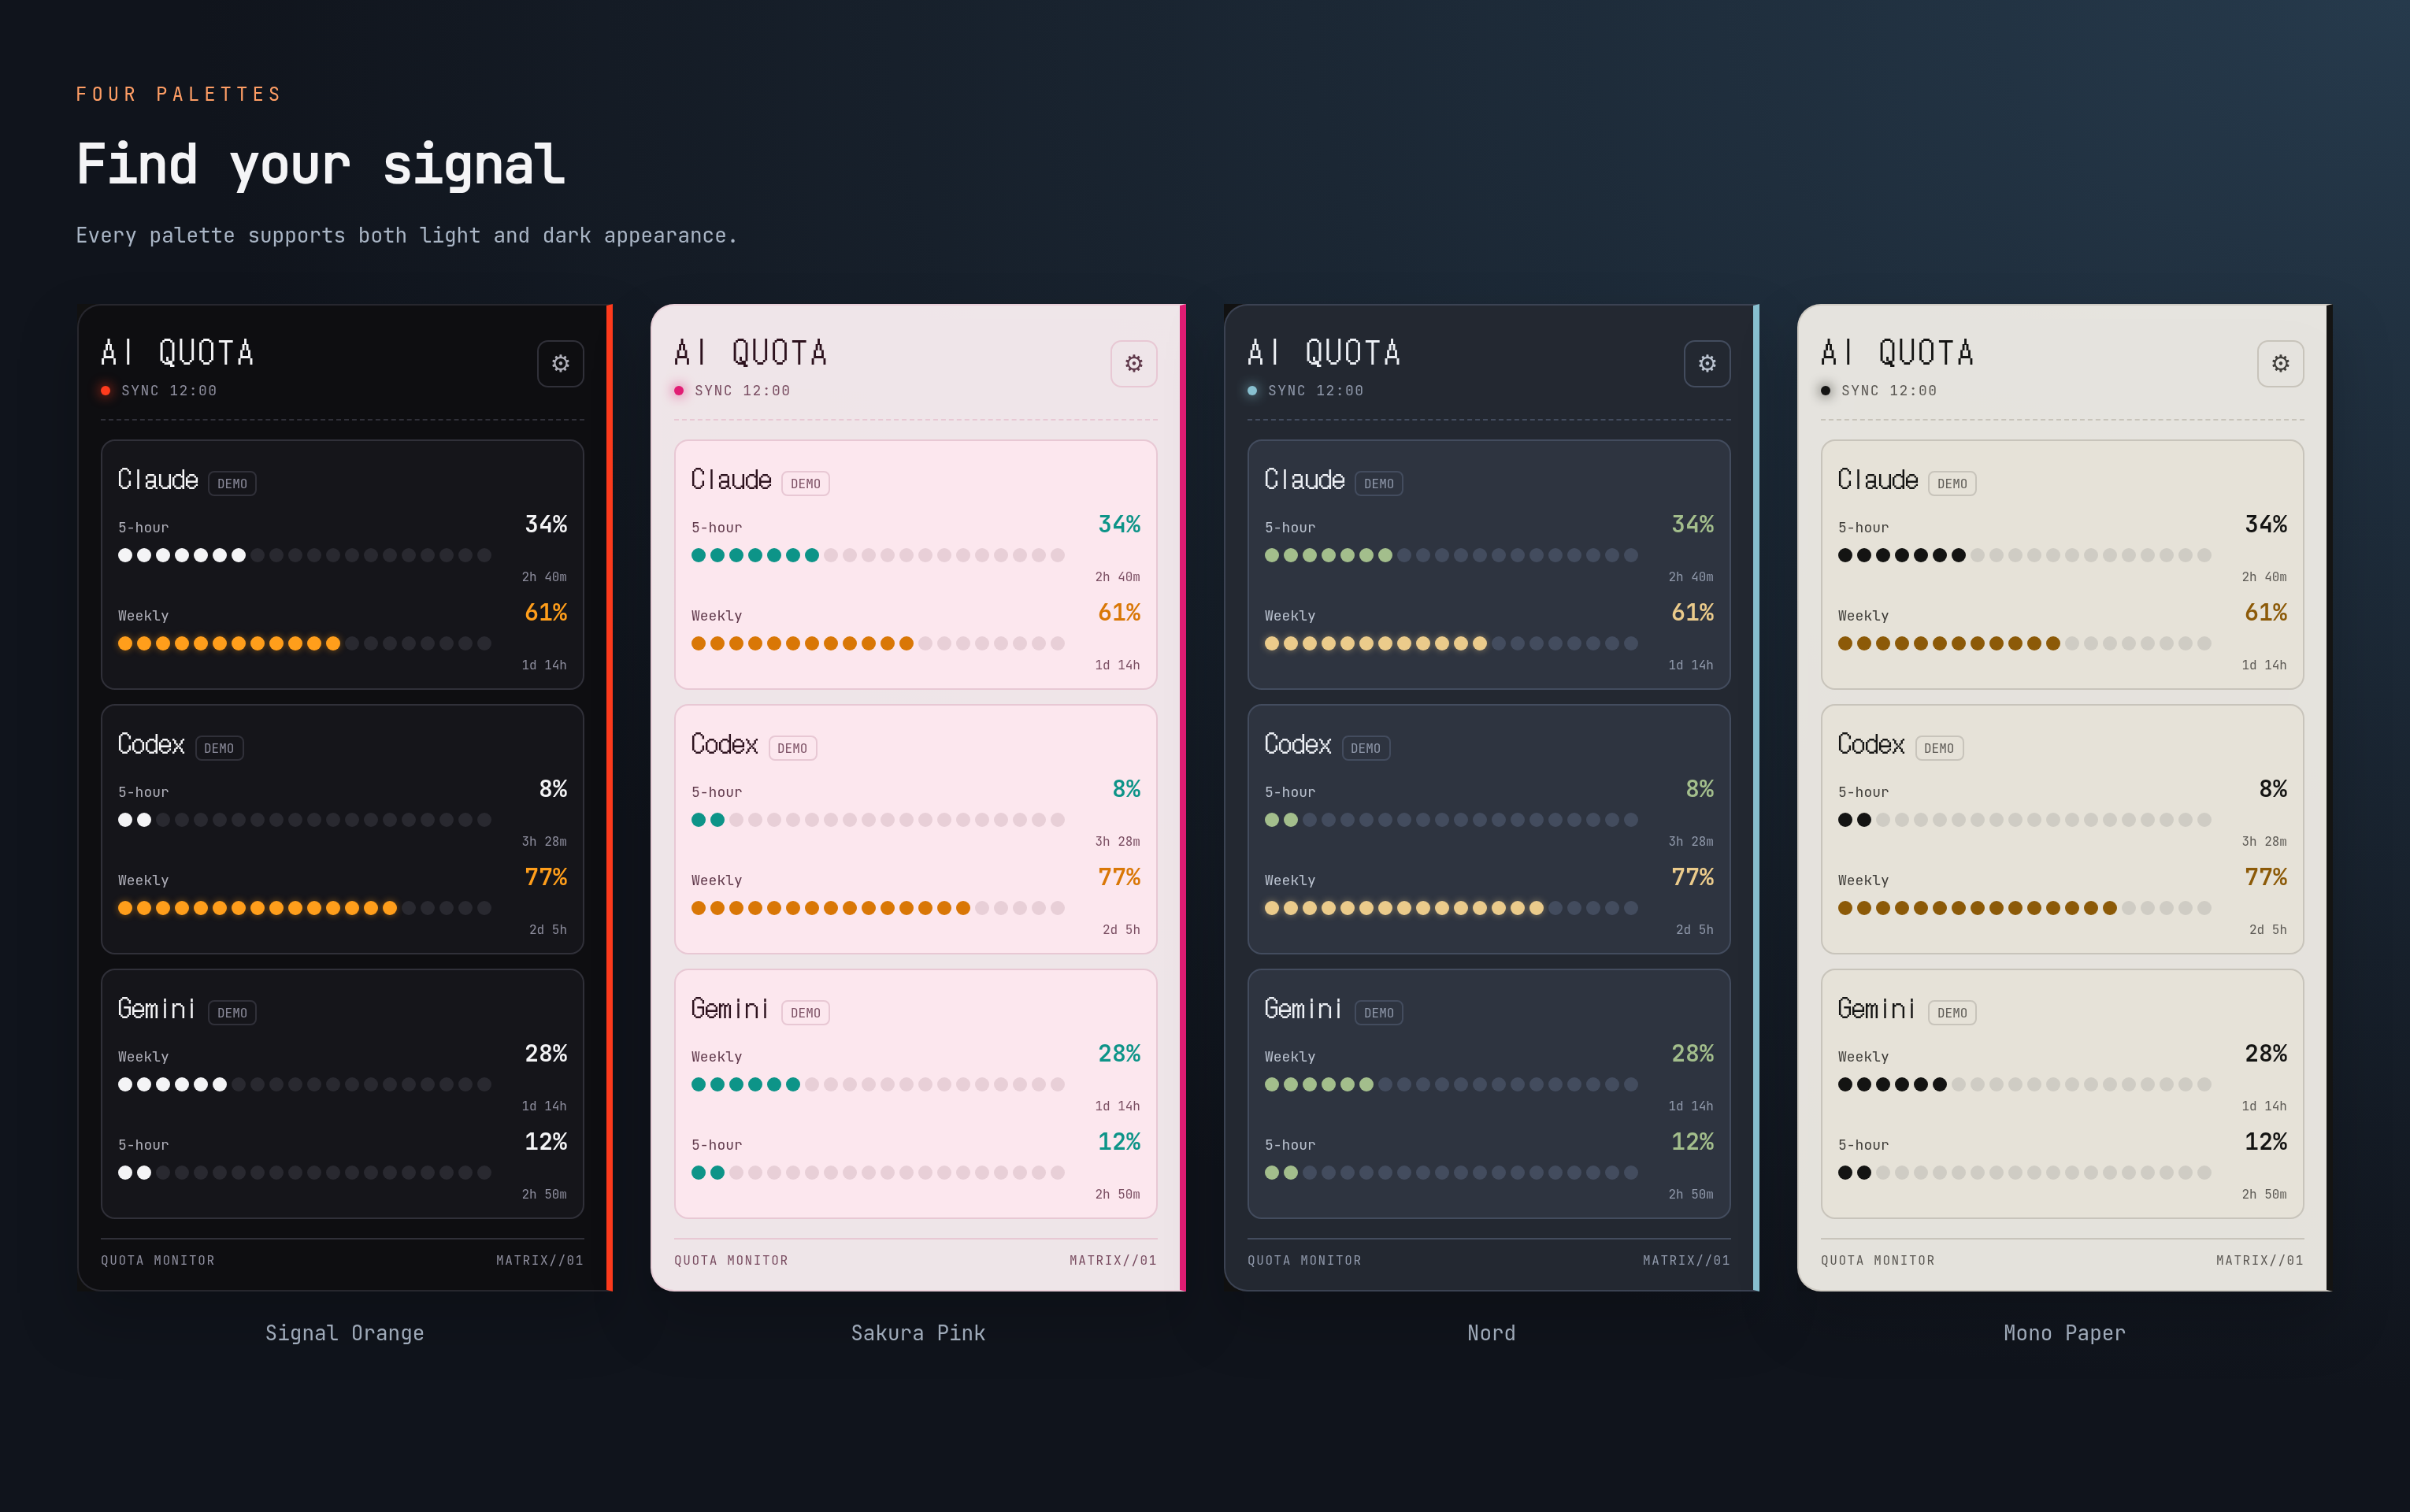 FOUR PALETTES
Find your signal
Every palette supports both light and dark appearance.
AI QUOTA
SYNC 12:00
Claude DEMO
5-hour 34%
2h 40m
Weekly 61%
1d 14h
Codex DEMO
5-hour 8%
3h 28m
Weekly 77%
2d 5h
Gemini DEMO
Weekly 28%
1d 14h
5-hour 12%
2h 50m
QUOTA MONITOR MATRIX//01
Signal Orange
AI QUOTA
SYNC 12:00
Claude DEMO
5-hour 34%
2h 40m
Weekly 61%
1d 14h
Codex DEMO
5-hour 8%
3h 28m
Weekly 77%
2d 5h
Gemini DEMO
Weekly 28%
1d 14h
5-hour 12%
2h 50m
QUOTA MONITOR MATRIX//01
Sakura Pink
AI QUOTA
SYNC 12:00
Claude DEMO
5-hour 34%
2h 40m
Weekly 61%
1d 14h
Codex DEMO
5-hour 8%
3h 28m
Weekly 77%
2d 5h
Gemini DEMO
Weekly 28%
1d 14h
5-hour 12%
2h 50m
QUOTA MONITOR MATRIX//01
Nord
AI QUOTA
SYNC 12:00
Claude DEMO
5-hour 34%
2h 40m
Weekly 61%
1d 14h
Codex DEMO
5-hour 8%
3h 28m
Weekly 77%
2d 5h
Gemini DEMO
Weekly 28%
1d 14h
5-hour 12%
2h 50m
QUOTA MONITOR MATRIX//01
Mono Paper